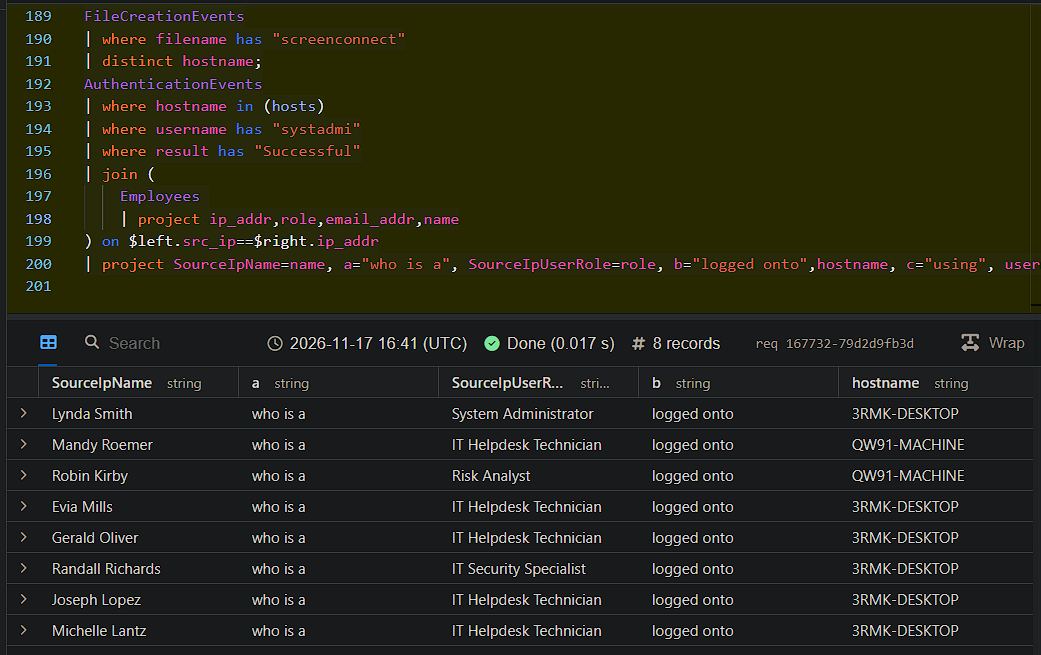 189 FileCreationEvents
190 | where filename has "screenconnect"
191 | distinct hostname;
192 AuthenticationEvents
193 | where hostname in (hosts)
194 | where username has "systadmi"
195 | where result has "Successful"
196 | join (
197 Employees
198 | project ip_addr,role,email_addr,name
199 ) on $left.src_ip==$right.ip_addr
200 | project SourceIpName=name, a="who is a", SourceIpUserRole=role, b="logged onto",hostname, c="using", user
201
Search 2026-11-17 16:41 (UTC) Done (0.017 s) # 8 records req 167732-79d2d9fb3d Wrap
SourceIpName string a string SourceIpUserR... stri... b string hostname string
Lynda Smith who is a System Administrator logged onto 3RMK-DESKTOP
Mandy Roemer who is a IT Helpdesk Technician logged onto QW91-MACHINE
Robin Kirby who is a Risk Analyst logged onto QW91-MACHINE
Evia Mills who is a IT Helpdesk Technician logged onto 3RMK-DESKTOP
Gerald Oliver who is a IT Helpdesk Technician logged onto 3RMK-DESKTOP
Randall Richards who is a IT Security Specialist logged onto 3RMK-DESKTOP
Joseph Lopez who is a IT Helpdesk Technician logged onto 3RMK-DESKTOP
Michelle Lantz who is a IT Helpdesk Technician logged onto 3RMK-DESKTOP